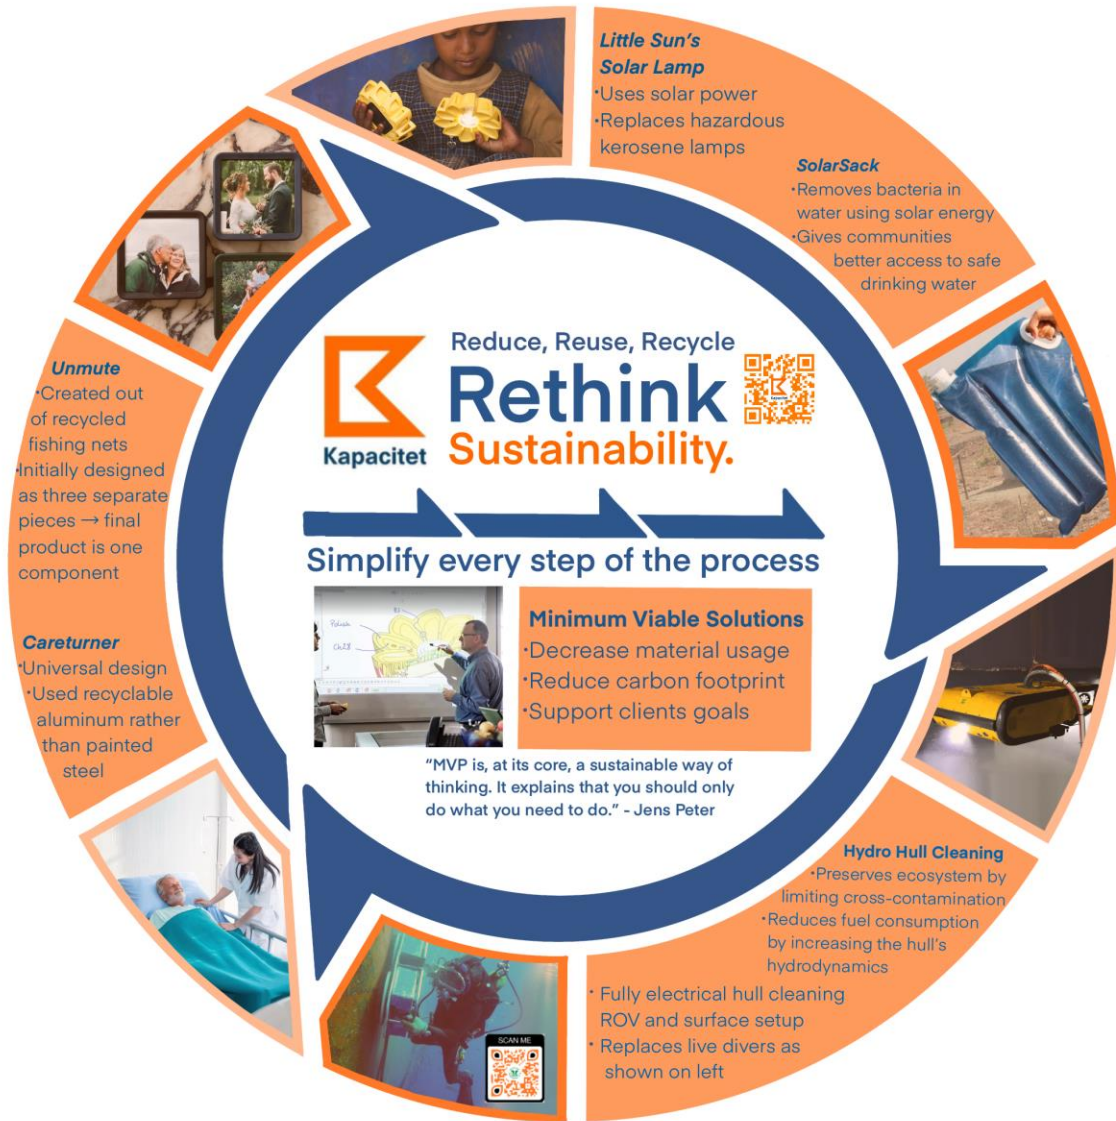 Little Sun's
Solar Lamp
·Uses solar power
·Replaces hazardous
kerosene lamps
SolarSack
·Removes bacteria in
water using solar energy
·Gives communities
better access to safe
drinking water
Unmute
·Created out
of recycled
fishing nets
·Initially designed
as three separate
pieces → final
product is one
component
Careturner
·Universal design
·Used recyclable
aluminum rather
than painted
steel
Kapacitet
Reduce, Reuse, Recycle
Rethink
Sustainability.
Simplify every step of the process
Minimum Viable Solutions
·Decrease material usage
·Reduce carbon footprint
·Support clients goals
"MVP is, at its core, a sustainable way of
thinking. It explains that you should only
do what you need to do." - Jens Peter
Hydro Hull Cleaning
·Preserves ecosystem by
limiting cross-contamination
·Reduces fuel consumption
by increasing the hull's
hydrodynamics
· Fully electrical hull cleaning
ROV and surface setup
· Replaces live divers as
shown on left
SCAN ME